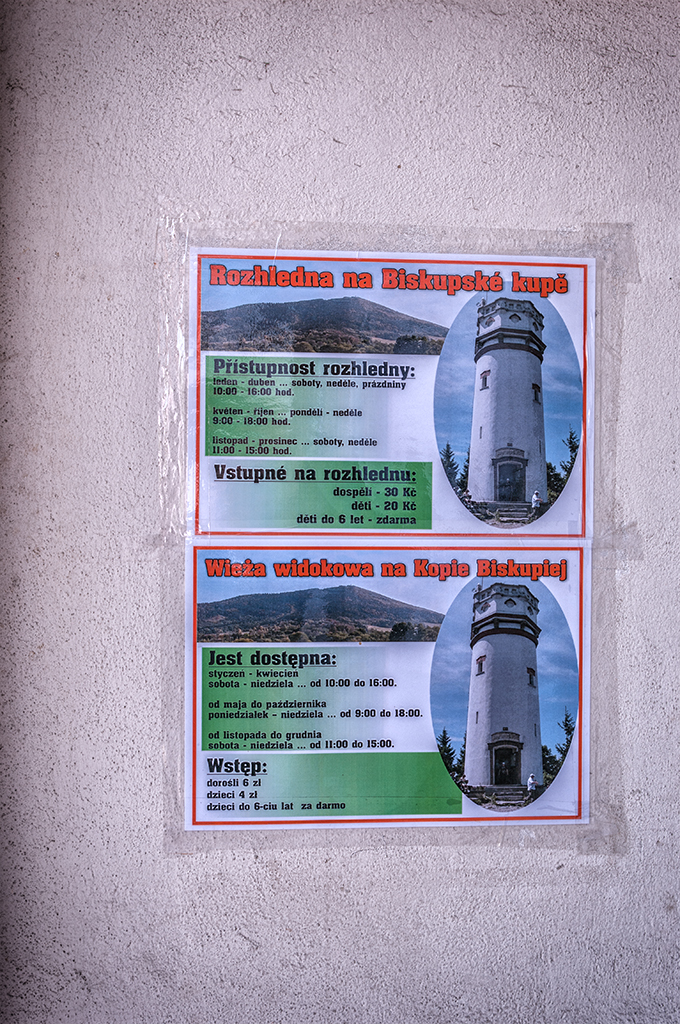 Rozhledna na Biskupské kupě
Přístupnost rozhledny:
leden - duben ... soboty, neděle, prázdniny
10:00 - 16:00 hod.
květen - říjen ... pondělí - neděle
9:00 - 18:00 hod.
listopad - prosinec ... soboty, neděle
11:00 - 15:00 hod.
Vstupné na rozhlednu:
dospělí - 30 Kč
děti - 20 Kč
děti do 6 let - zdarma
Wieża widokowa na Kopie Biskupiej
Jest dostępna:
styczeń - kwiecień
sobota - niedziela ... od 10:00 do 16:00.
od maja do października
poniedziałek - niedziela ... od 9:00 do 18:00.
od listopada do grudnia
sobota - niedziela ... od 11:00 do 15:00.
Wstęp:
dorośli 6 zł
dzieci 4 zł
dzieci do 6-ciu lat za darmo